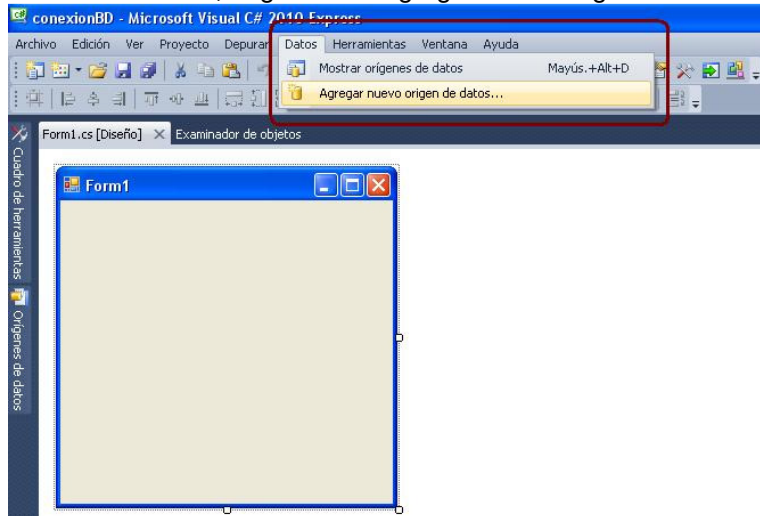 conexionBD - Microsoft Visual C# 2010 Express
Archivo Edición Ver Proyecto Depurar Datos Herramientas Ventana Ayuda
Mostrar orígenes de datos Mayús.+Alt+D
Agregar nuevo origen de datos...
Form1.cs [Diseño] Examinador de objetos
Form1
Cuadro de herramientas
Orígenes de datos